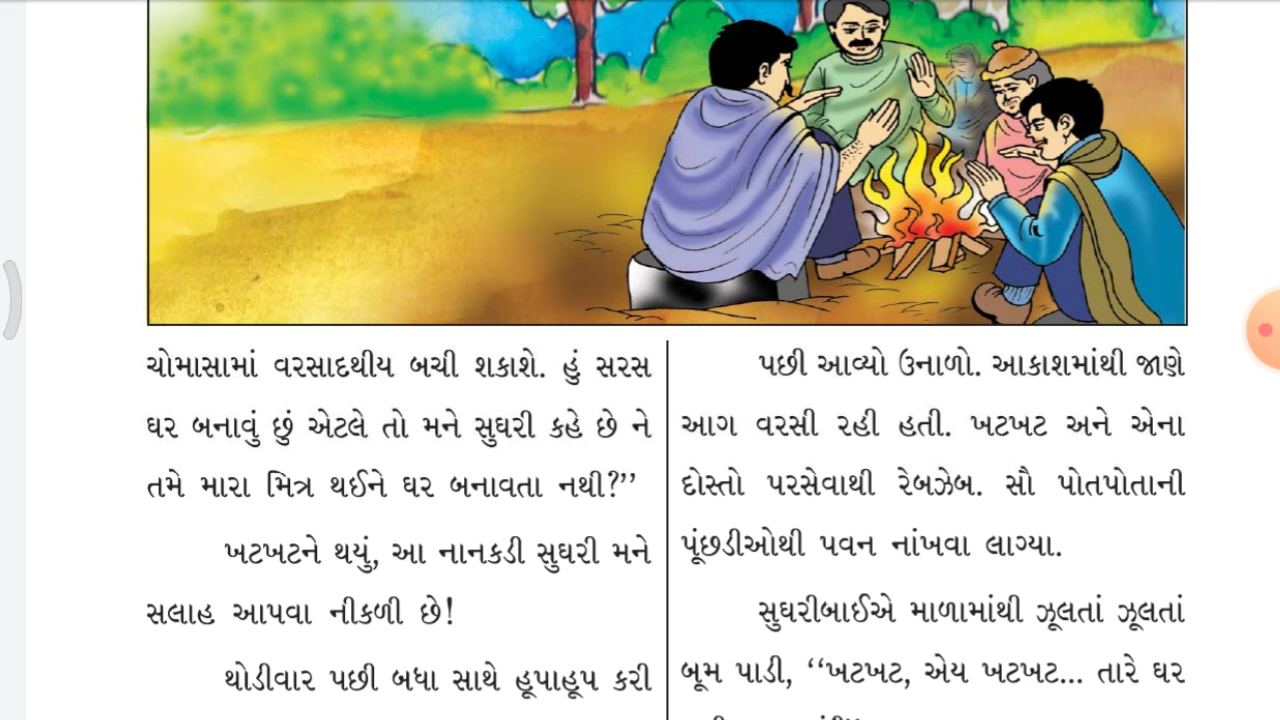 ચોમાસામાં વરસાદથીય બચી શકાશે. હું સરસ
ઘર બનાવું છું એટલે તો મને સુઘરી કહે છે ને
તમે મારા મિત્ર થઈને ઘર બનાવતા નથી?’’
ખટખટને થયું, આ નાનકડી સુઘરી મને
સલાહ આપવા નીકળી છે!
થોડીવાર પછી બધા સાથે હૂપાહૂપ કરી
પછી આવ્યો ઉનાળો. આકાશમાંથી જાણે
આગ વરસી રહી હતી. ખટખટ અને એના
દોસ્તો પરસેવાથી રેબઝેબ. સૌ પોતપોતાની
પૂંછડીઓથી પવન નાંખવા લાગ્યા.
સુઘરીબાઈએ માળામાંથી ઝૂલતાં ઝૂલતાં
બૂમ પાડી, ‘‘ખટખટ, એય ખટખટ... તારે ઘર